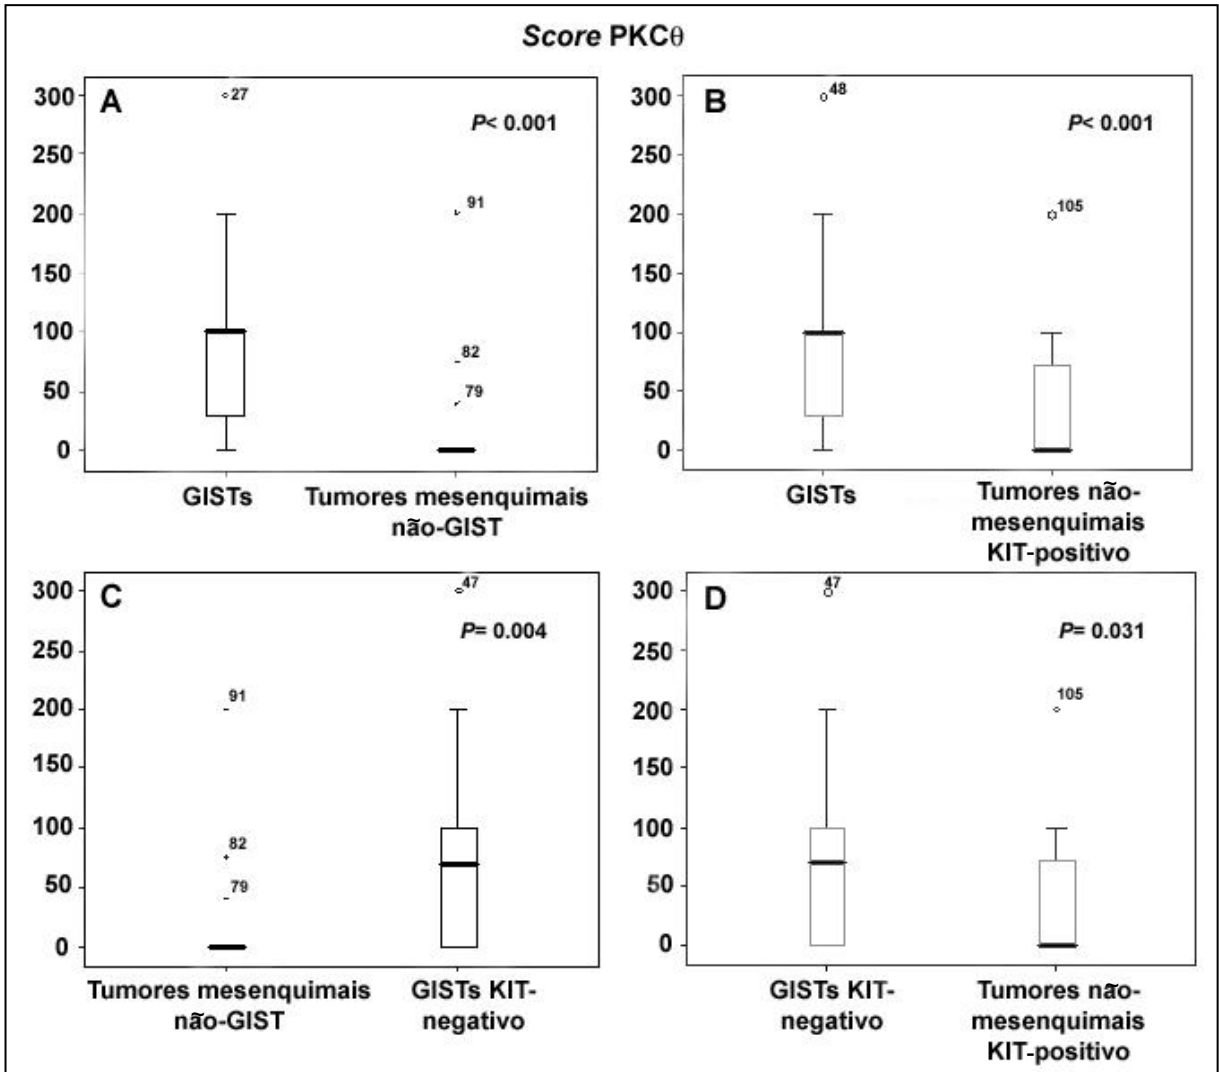 Score PKCθ
A
300
250
200
150
100
50
0
27
91
82
79
P< 0.001
GISTs
Tumores mesenquimais
não-GIST
B
300
250
200
150
100
50
0
48
105
P< 0.001
GISTs
Tumores não-
mesenquimais
KIT-positivo
C
300
250
200
150
100
50
0
91
82
79
47
P= 0.004
Tumores mesenquimais
não-GIST
GISTs KIT-
negativo
D
300
250
200
150
100
50
0
47
105
P= 0.031
GISTs KIT-
negativo
Tumores não-
mesenquimais
KIT-positivo